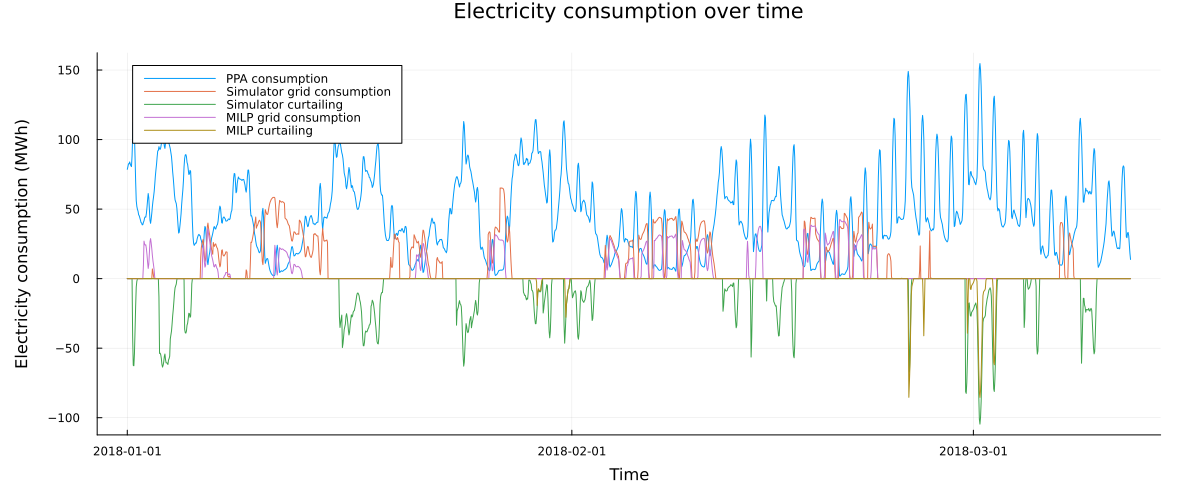 Electricity consumption over time
Electricity consumption (MWh)
150
100
50
0
−50
−100
PPA consumption
Simulator grid consumption
Simulator curtailing
MILP grid consumption
MILP curtailing
2018-01-01
2018-02-01
2018-03-01
Time